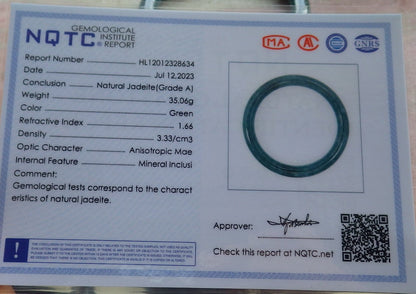 NQTC® GEMOLOGICAL
INSTITUTE
REPORT
MA
CNAS
Report Number HL12012328634
Date Jul 12,2023
Conclusion Natural Jadeite(Grade A)
Weight 35.06g
Color Green
Refractive Index 1.66
Density 3.33/cm3
Optic Character Anisotropic Mae
Internal Feature Mineral Inclusi
Comment:
Gemological tests correspond to the charact
eristics of natural jadeite.
Approver:
Check this report at NQTC.net